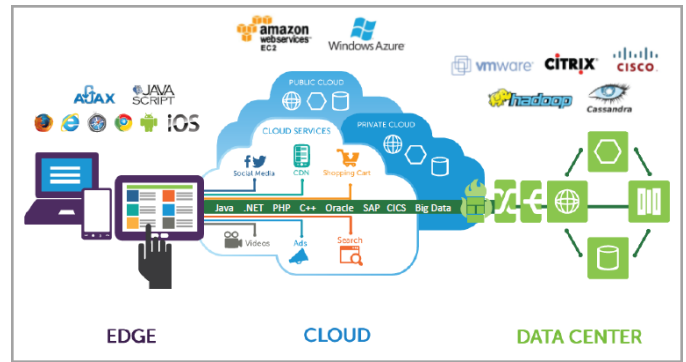 amazon
webservices™
EC2
Windows Azure
vmware®
CITRIX®
CISCO.
AJAX
JAVA
SCRIPT
iOS
hadoop
Cassandra
PUBLIC CLOUD
CLOUD SERVICES
PRIVATE CLOUD
Social Media
CDN
Shopping Cart
Java .NET PHP C++ Oracle SAP CICS Big Data
Videos
Ads
Search
EDGE
CLOUD
DATA CENTER